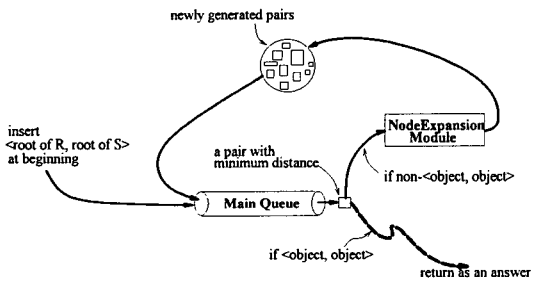 newly generated pairs
NodeExpansion
Module
insert
<root of R, root of S>
at beginning
a pair with
minimum distance
if non-<object, object>
Main Queue
if <object, object>
return as an answer